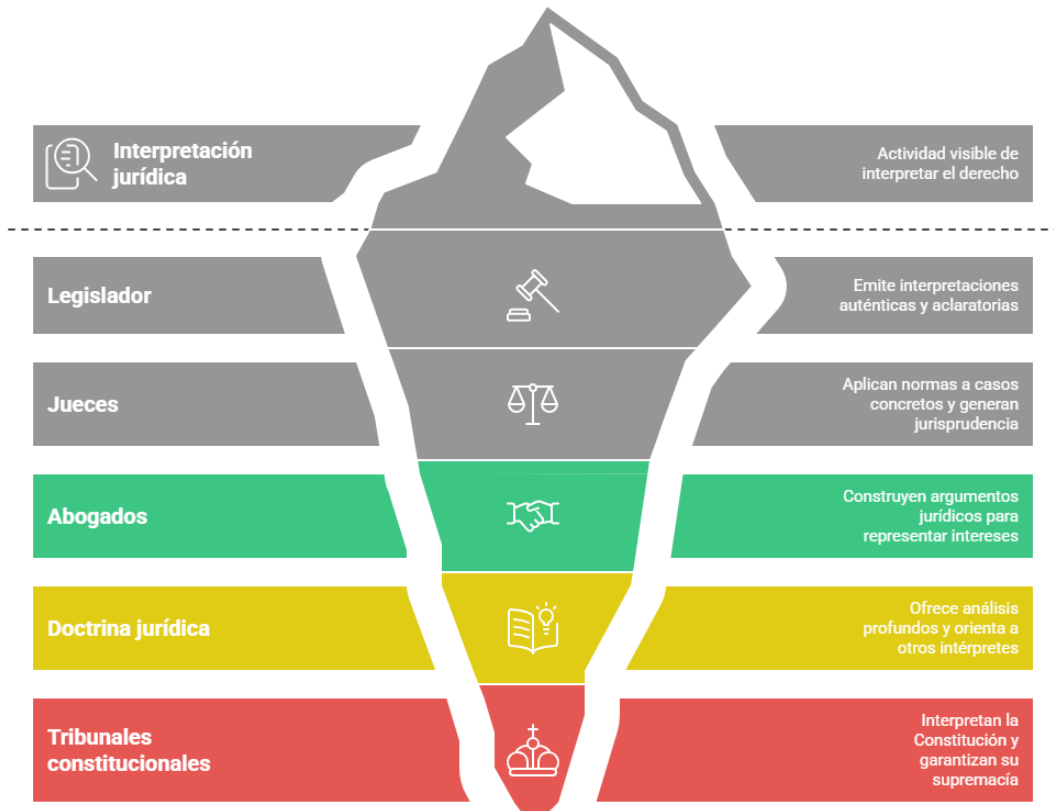 Interpretación
jurídica
Actividad visible de
interpretar el derecho
Legislador
Emite interpretaciones
auténticas y aclaratorias
Jueces
Aplican normas a casos
concretos y generan
jurisprudencia
Abogados
Construyen argumentos
jurídicos para
representar intereses
Doctrina jurídica
Ofrece análisis
profundos y orienta a
otros intérpretes
Tribunales
constitucionales
Interpretan la
Constitución y
garantizan su
supremacía